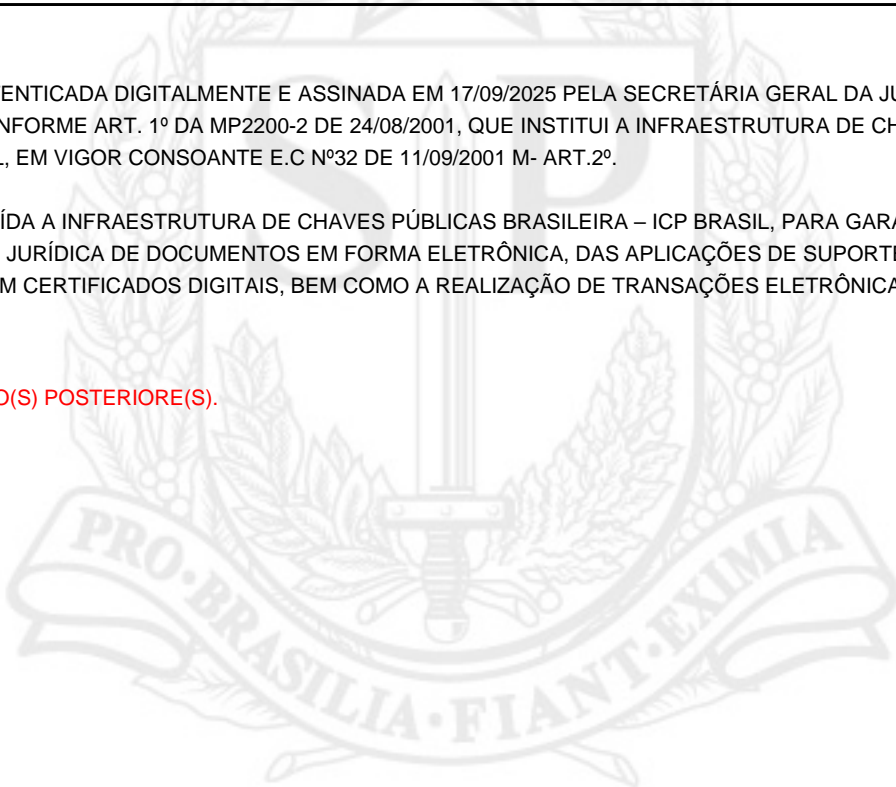 ENTICADA DIGITALMENTE E ASSINADA EM 17/09/2025 PELA SECRETÁRIA GERAL DA JU
NFORME ART. 1º DA MP2200-2 DE 24/08/2001, QUE INSTITUI A INFRAESTRUTURA DE CH
L, EM VIGOR CONSOANTE E.C Nº32 DE 11/09/2001 M- ART.2º.
ÍDA A INFRAESTRUTURA DE CHAVES PÚBLICAS BRASILEIRA – ICP BRASIL, PARA GARA
JURÍDICA DE DOCUMENTOS EM FORMA ELETRÔNICA, DAS APLICAÇÕES DE SUPORTE
M CERTIFICADOS DIGITAIS, BEM COMO A REALIZAÇÃO DE TRANSAÇÕES ELETRÔNICA
O(S) POSTERIORE(S).
SP
PRO·BRASILIA·FIANT·EXIMIA